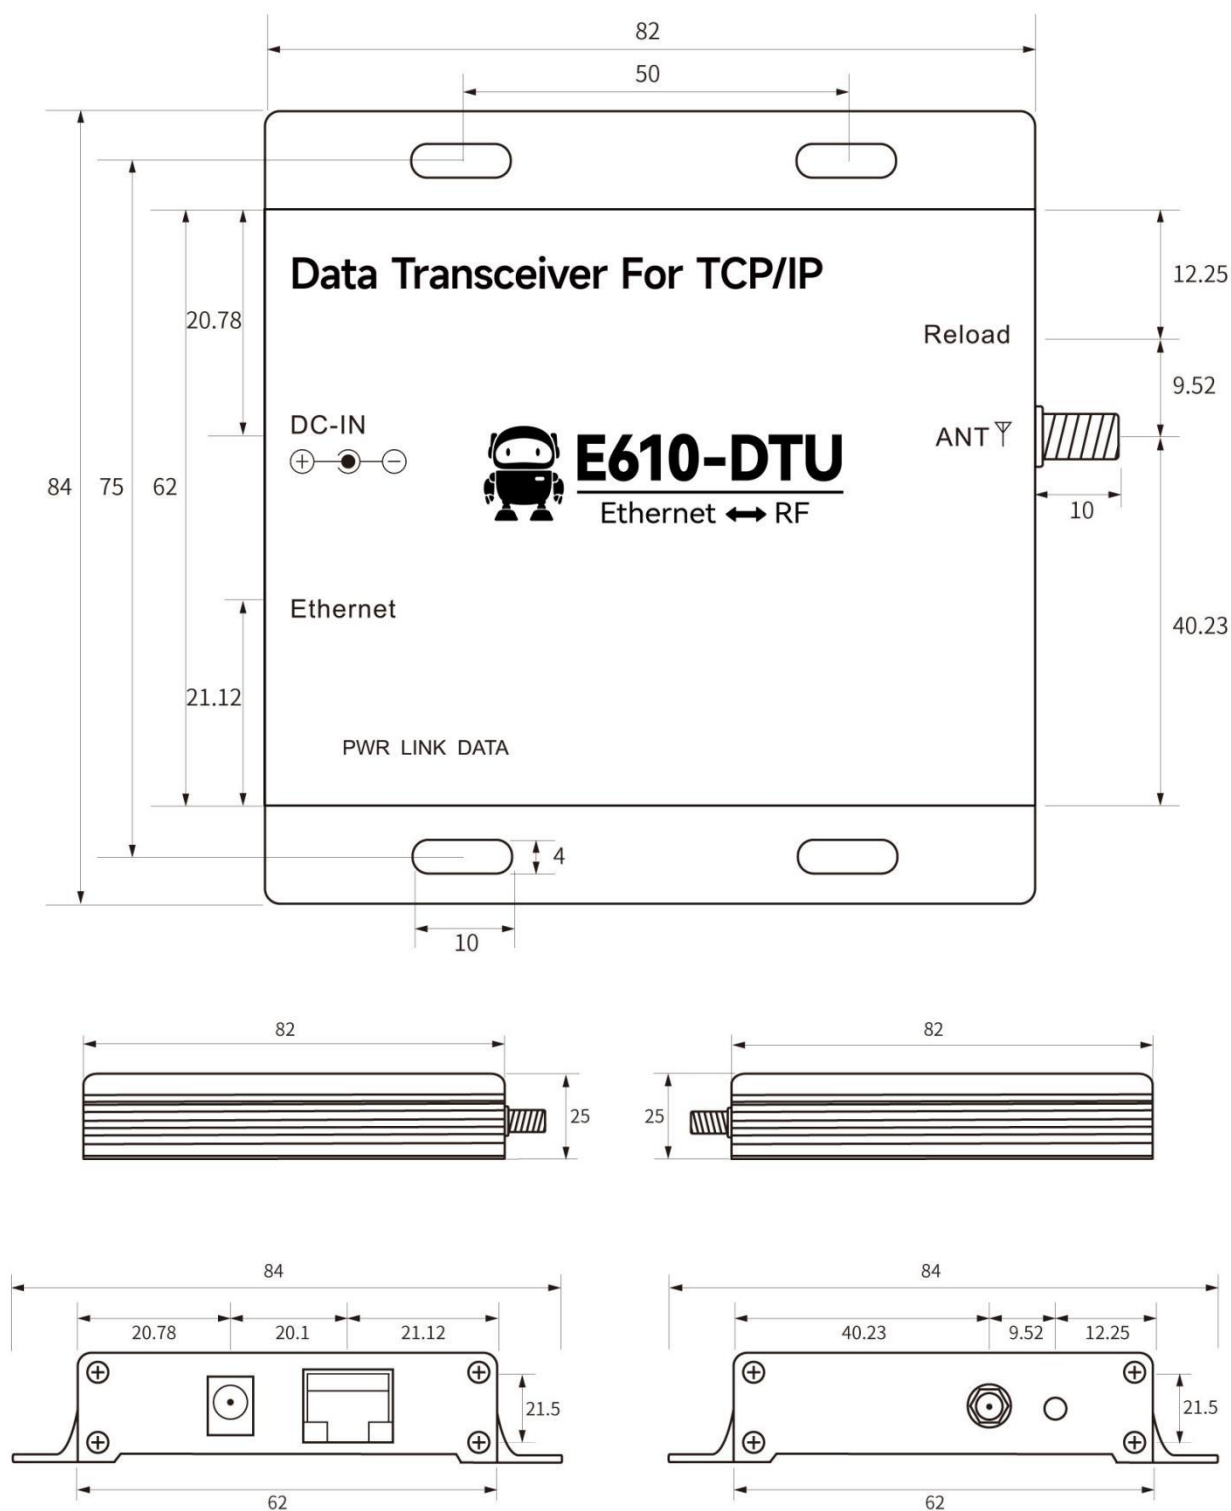 82
50
Data Transceiver For TCP/IP
12.25
20.78
Reload
9.52
DC-IN
ANT
E610-DTU
84 75 62
10
Ethernet RF
Ethernet
40.23
21.12
PWR LINK DATA
4
10
82
82
25
25
84
84
20.78 20.1 21.12
40.23 9.52 12.25
21.5
21.5
62
62